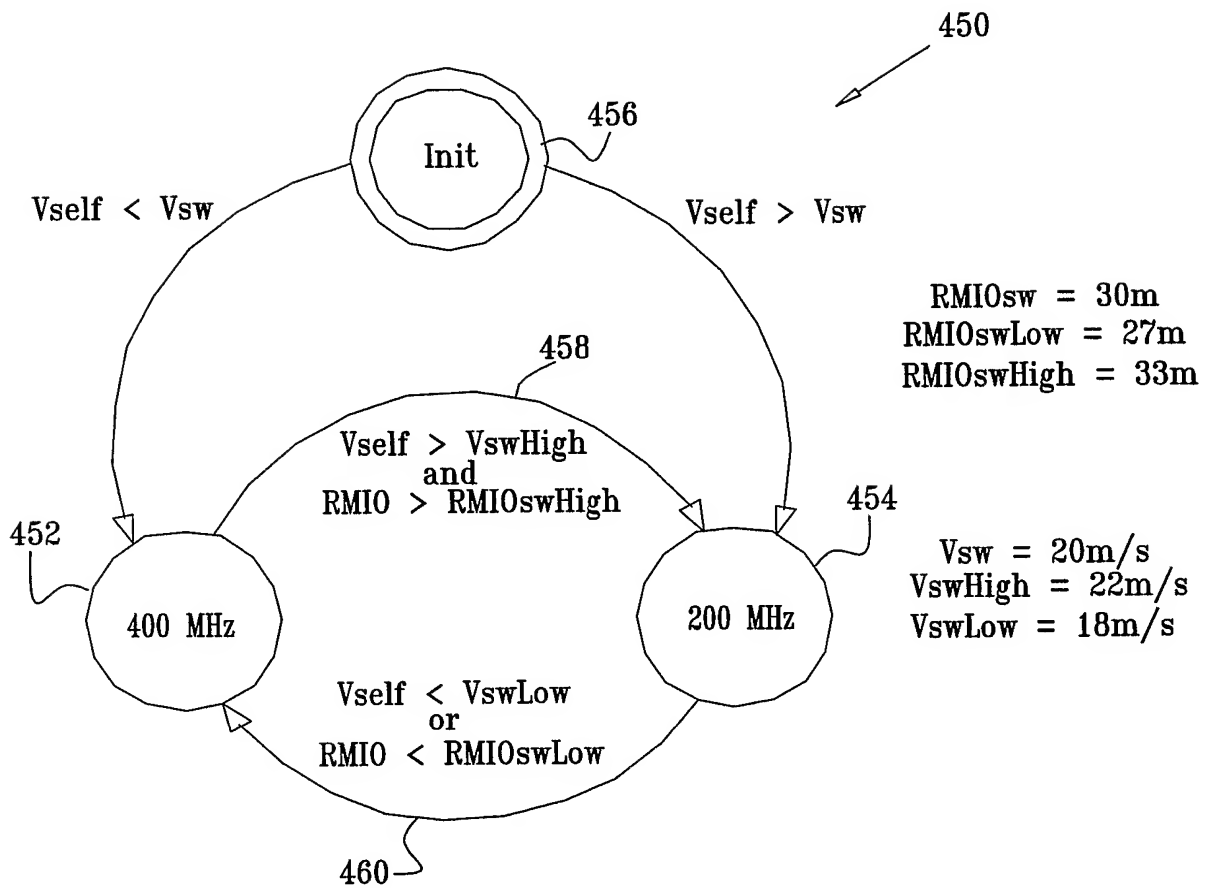 450
456
Init
Vself < Vsw
Vself > Vsw
RMIOsw = 30m
RMIOswLow = 27m
RMIOswHigh = 33m
458
Vself > VswHigh
and
RMIO > RMIOswHigh
452
454
Vsw = 20m/s
VswHigh = 22m/s
VswLow = 18m/s
400 MHz
200 MHz
Vself < VswLow
or
RMIO < RMIOswLow
460